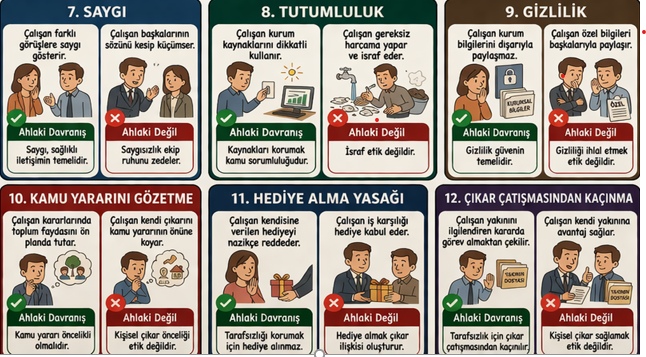 7. SAYGI
Çalışan farklı
görüşlere saygı
gösterir.
Çalışan başkalarının
sözünü kesip küçümser.
Ahlaki Davranış
Ahlaki Değil
Saygı, sağlıklı
iletişimin temelidir.
Saygısızlık ekip
ruhunu zedeler.
8. TUTUMLULUK
Çalışan kurum
kaynaklarını dikkatli
kullanır.
Çalışan gereksiz
harcama yapar
ve israf eder.
Ahlaki Davranış
Ahlaki Değil
Kaynakları korumak
kamu sorumluluğudur.
İsraf etik değildir.
9. GİZLİLİK
Çalışan kurum
bilgilerini dışarıyla
paylaşmaz.
Çalışan özel bilgileri
başkalarıyla paylaşır.
KURUMSAL
BİLGİLER
ÖZEL
Ahlaki Davranış
Ahlaki Değil
Gizlilik güvenin
temelidir.
Gizliliği ihlal etmek
etik değildir.
10. KAMU YARARINI GÖZETME
Çalışan kararlarında
toplum faydasını ön
planda tutar.
Çalışan kendi çıkarını
kamu yararının önüne
koyar.
Ahlaki Davranış
Ahlaki Değil
Kamu yararı öncelikli
olmalıdır.
Kişisel çıkar önceliği
etik değildir.
11. HEDİYE ALMA YASAĞI
Çalışan kendisine
verilen hediyeyi
nazikçe reddeder.
Çalışan iş karşılığı
hediye kabul eder.
Ahlaki Davranış
Ahlaki Değil
Tarafsızlığı korumak
için hediye alınmaz.
Hediye almak çıkar
ilişkisi oluşturur.
12. ÇIKAR ÇATIŞMASINDAN KAÇINMA
Çalışan yakınını
ilgilendiren kararda
görev almaktan çekilir.
Çalışan kendi yakınına
avantaj sağlar.
DOSYASI
DOSYASI
Ahlaki Davranış
Ahlaki Değil
Tarafsızlık için çıkar
çatışmasından kaçınılır.
Kişisel çıkar sağlamak
etik değildir.